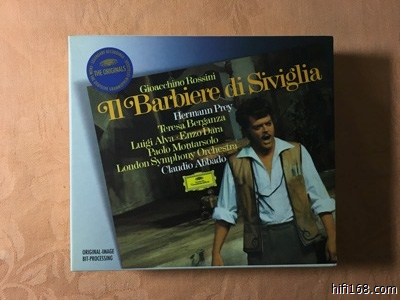 THE ORIGINALS
Gioacchino Rossini
Il Barbiere di Siviglia
Hermann Prey
Teresa Berganza
Luigi Alva · Enzo Dara
Paolo Montarsolo
London Symphony Orchestra
Claudio Abbado
ORIGINAL-IMAGE
BIT-PROCESSING
hifi168.com